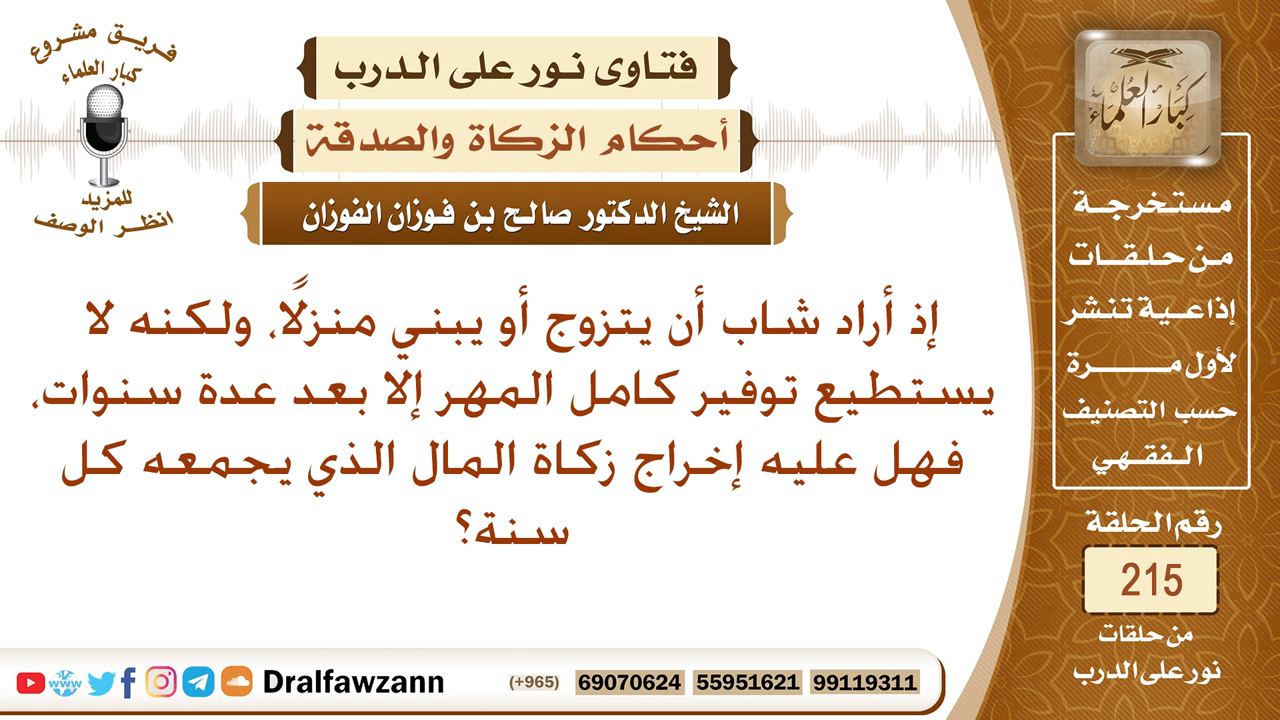 فريق مشروع
كبار العلماء
للمزيد
انظر الوصف
فتاوى نور على الدرب
أحكام الزكاة والصدقة
الشيخ الدكتور صالح بن فوزان الفوزان
إذ أراد شاب أن يتزوج أو يبني منزلًا، ولكنه لا
يستطيع توفير كامل المهر إلا بعد عدة سنوات،
فهل عليه إخراج زكاة المال الذي يجمعه كل
سنة؟
كبار العلماء
مستخرجة
من حلقات
إذاعية تنشر
لأول مرة
حسب التصنيف
الفقهي
رقم الحلقة
215
من حلقات
نور على الدرب
www Dralfawzann (+965) 69070624 55951621 99119311